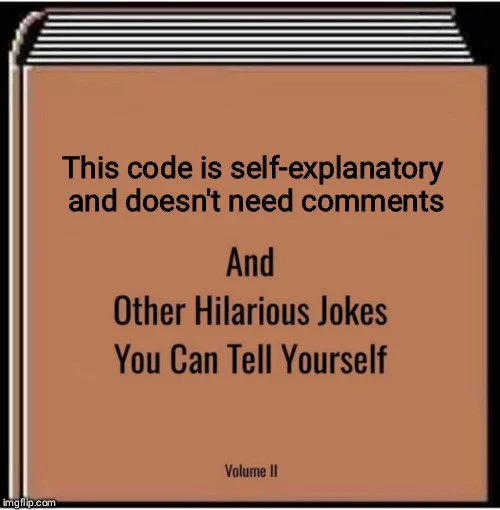 This code is self-explanatory
and doesn't need comments
And
Other Hilarious Jokes
You Can Tell Yourself
Volume II
imgflip.com